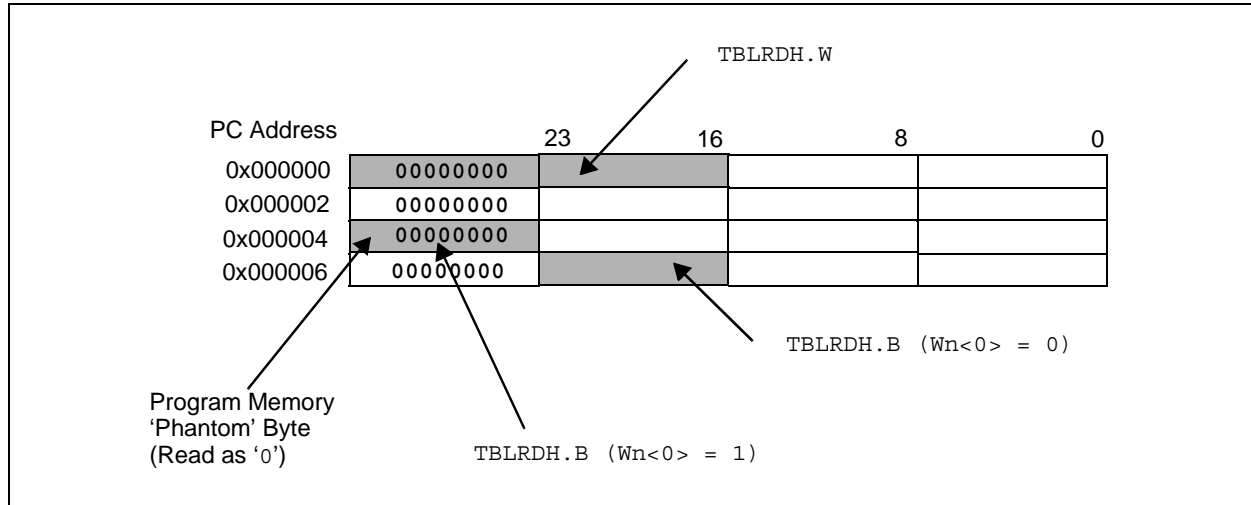 TBLRDH.W
PC Address 23 16 8 0
0x000000 00000000
0x000002 00000000
0x000004 00000000
0x000006 00000000
TBLRDH.B (Wn<0> = 0)
Program Memory
‘Phantom’ Byte
(Read as ‘0’)
TBLRDH.B (Wn<0> = 1)